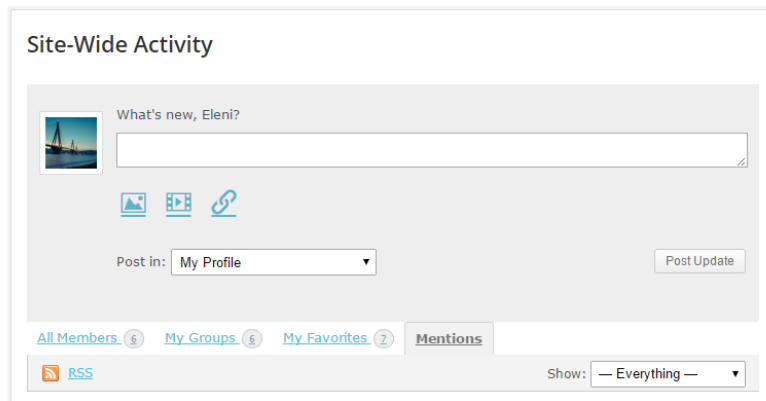 Site-Wide Activity
What's new, Eleni?
Post in: My Profile Post Update
All Members 6 My Groups 6 My Favorites 7 Mentions
RSS Show: — Everything —